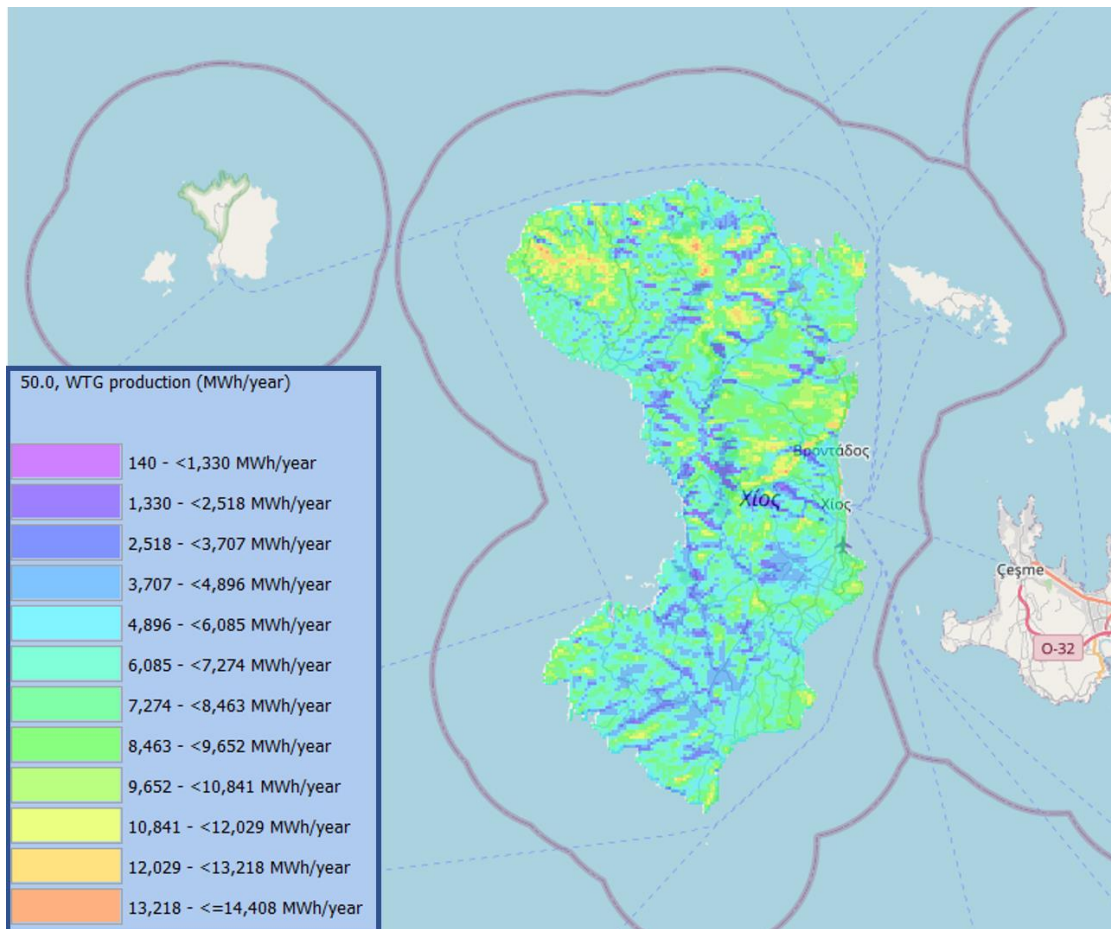 50.0, WTG production (MWh/year)
140 - <1,330 MWh/year
1,330 - <2,518 MWh/year
2,518 - <3,707 MWh/year
3,707 - <4,896 MWh/year
4,896 - <6,085 MWh/year
6,085 - <7,274 MWh/year
7,274 - <8,463 MWh/year
8,463 - <9,652 MWh/year
9,652 - <10,841 MWh/year
10,841 - <12,029 MWh/year
12,029 - <13,218 MWh/year
13,218 - <=14,408 MWh/year
Βροντάδος
Χίος
Χίος
Çeşme
O-32